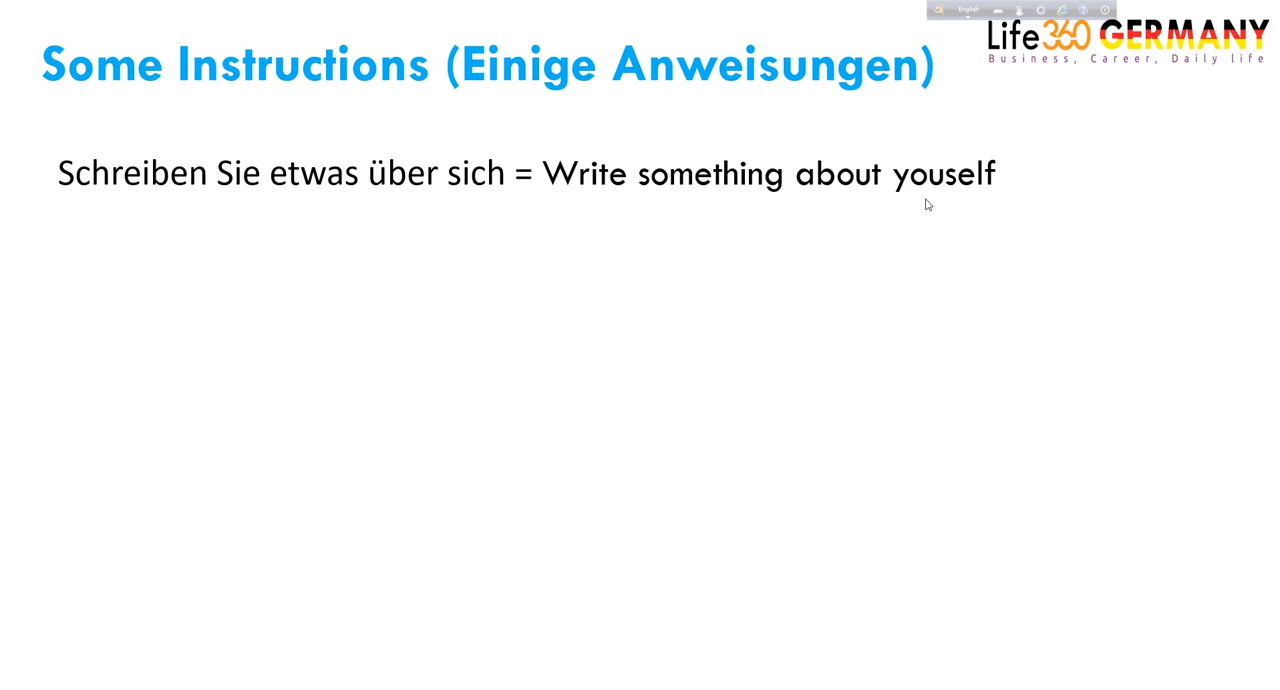 English
Life360 GERMANY
Business, Career, Daily life
Some Instructions (Einige Anweisungen)
Schreiben Sie etwas über sich = Write something about youself